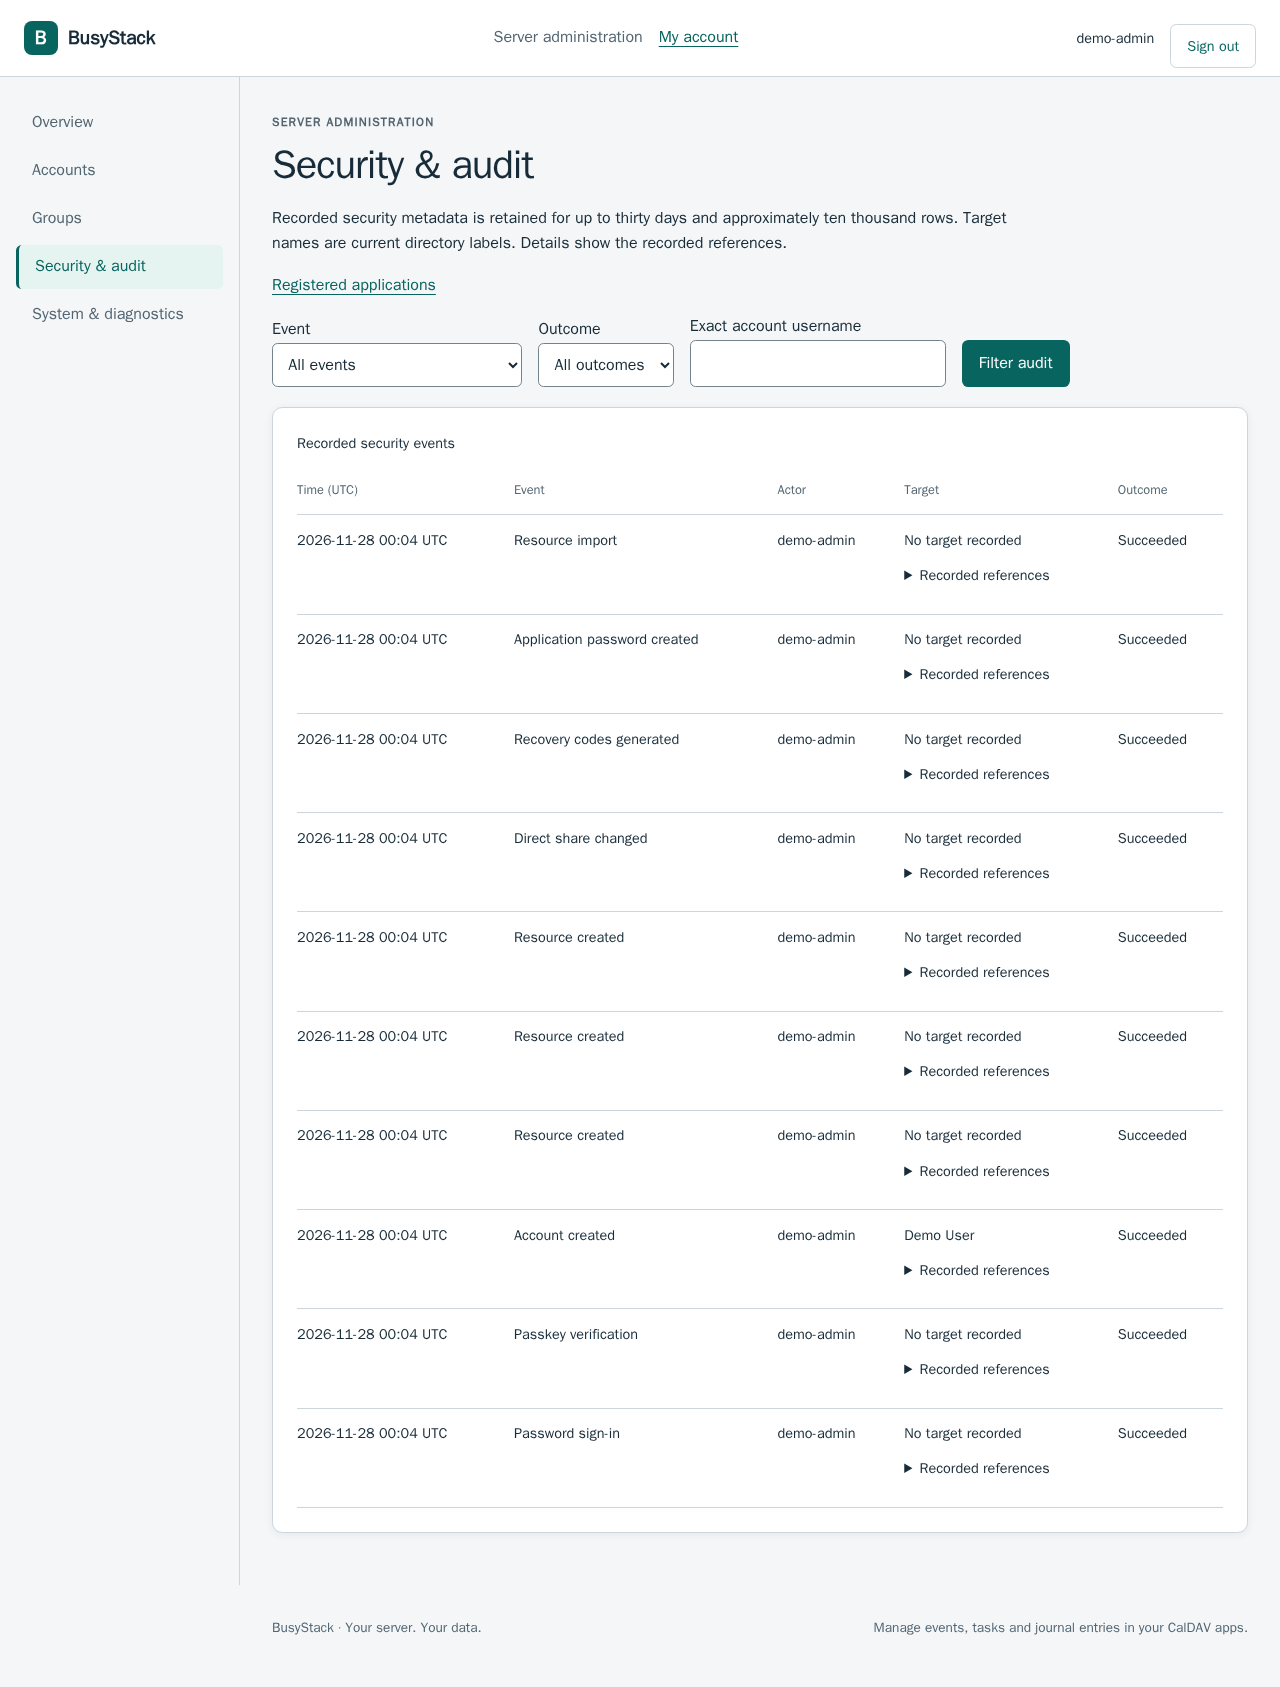 B BusyStack
Server administration My account
demo-admin Sign out
Overview
Accounts
Groups
Security & audit
System & diagnostics
SERVER ADMINISTRATION
Security & audit
Recorded security metadata is retained for up to thirty days and approximately ten thousand rows. Target
names are current directory labels. Details show the recorded references.
Registered applications
Event Outcome Exact account username
All events All outcomes Filter audit
Recorded security events
Time (UTC) Event Actor Target Outcome
2026-11-28 00:04 UTC Resource import demo-admin No target recorded Succeeded
Recorded references
2026-11-28 00:04 UTC Application password created demo-admin No target recorded Succeeded
Recorded references
2026-11-28 00:04 UTC Recovery codes generated demo-admin No target recorded Succeeded
Recorded references
2026-11-28 00:04 UTC Direct share changed demo-admin No target recorded Succeeded
Recorded references
2026-11-28 00:04 UTC Resource created demo-admin No target recorded Succeeded
Recorded references
2026-11-28 00:04 UTC Resource created demo-admin No target recorded Succeeded
Recorded references
2026-11-28 00:04 UTC Resource created demo-admin No target recorded Succeeded
Recorded references
2026-11-28 00:04 UTC Account created demo-admin Demo User Succeeded
Recorded references
2026-11-28 00:04 UTC Passkey verification demo-admin No target recorded Succeeded
Recorded references
2026-11-28 00:04 UTC Password sign-in demo-admin No target recorded Succeeded
Recorded references
BusyStack · Your server. Your data. Manage events, tasks and journal entries in your CalDAV apps.